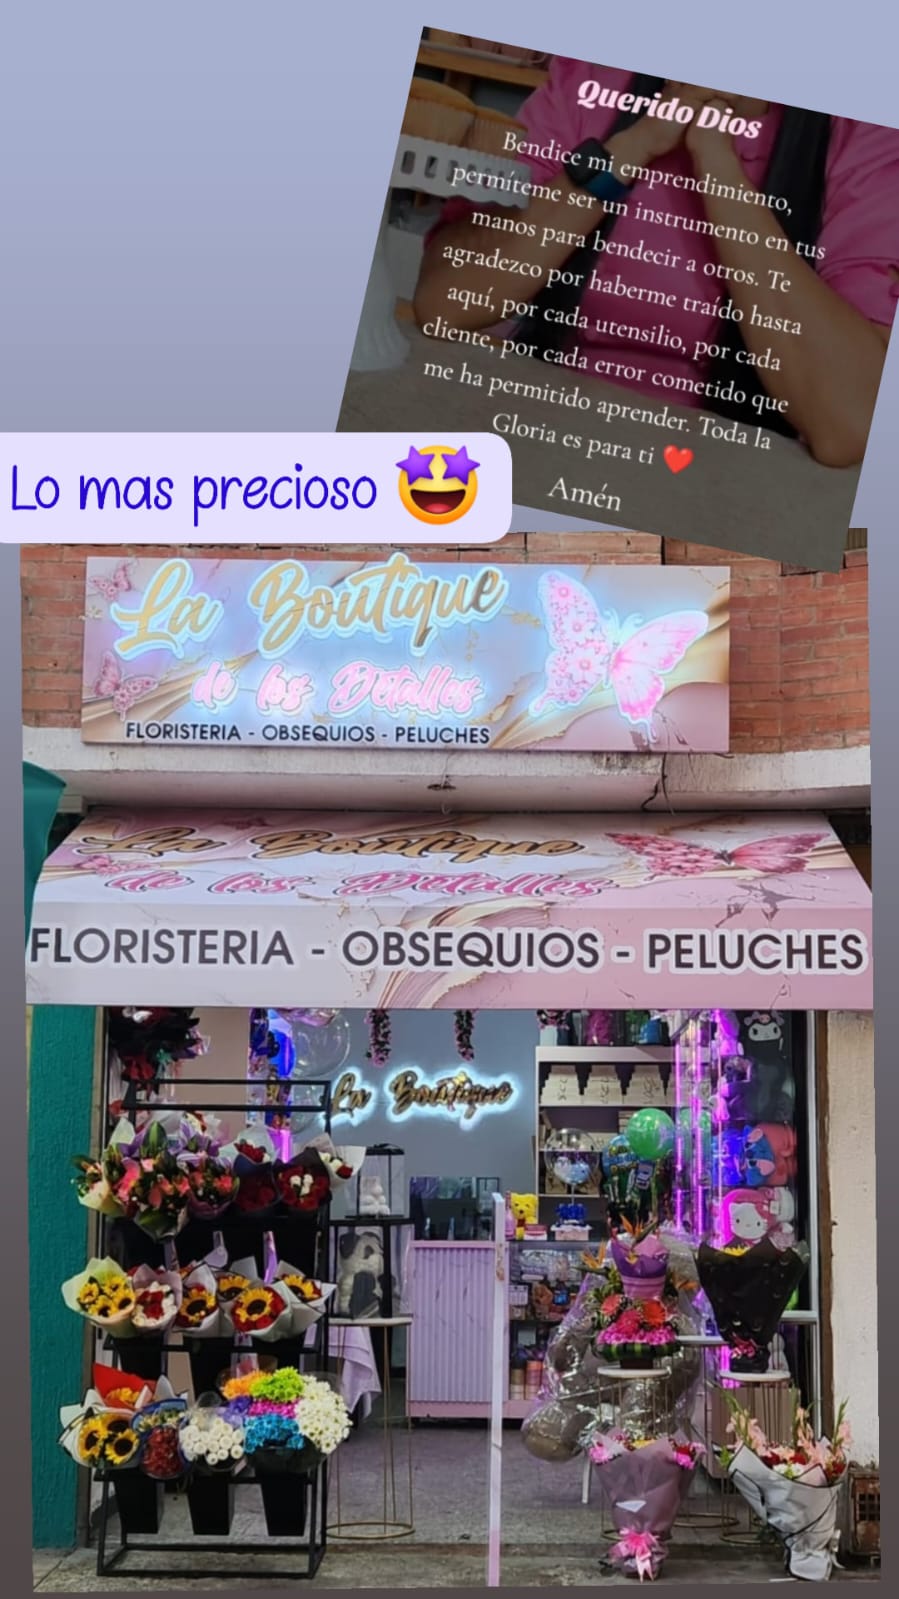 Querido Dios
Bendice mi emprendimiento,
permíteme ser un instrumento en tus
manos para bendecir a otros. Te
agradezco por haberme traído hasta
aquí, por cada utensilio, por cada
cliente, por cada error cometido que
me ha permitido aprender. Toda la
Gloria es para ti ❤️
Amén
Lo mas precioso 🤩
La Boutique
de los Detalles
FLORISTERIA - OBSEQUIOS - PELUCHES
La Boutique
de los Detalles
FLORISTERIA - OBSEQUIOS - PELUCHES
La Boutique